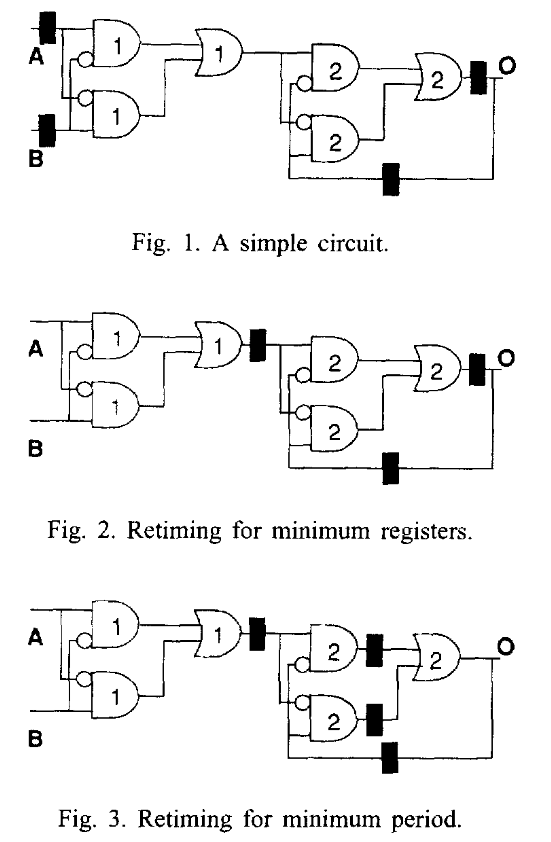 A
B
1
1
1
2
2
2
O
Fig. 1. A simple circuit.
A
B
1
1
1
2
2
2
O
Fig. 2. Retiming for minimum registers.
A
B
1
1
1
2
2
2
O
Fig. 3. Retiming for minimum period.